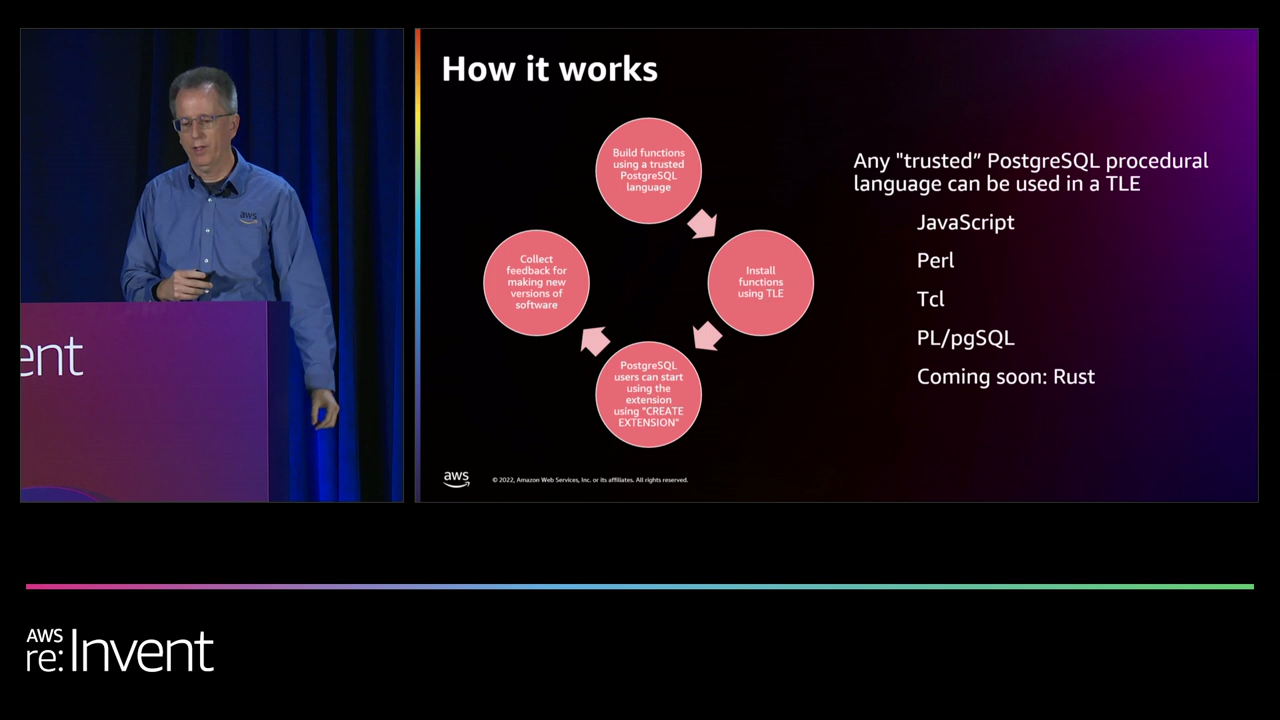 How it works
Build functions
using a trusted
PostgreSQL
language
Install
functions
using TLE
PostgreSQL
users can start
using the
extension
using "CREATE
EXTENSION"
Collect
feedback for
making new
versions of
software
Any "trusted” PostgreSQL procedural
language can be used in a TLE
JavaScript
Perl
Tcl
PL/pgSQL
Coming soon: Rust
aws
© 2022, Amazon Web Services, Inc. or its affiliates. All rights reserved.
aws
ent
AWS
re:Invent